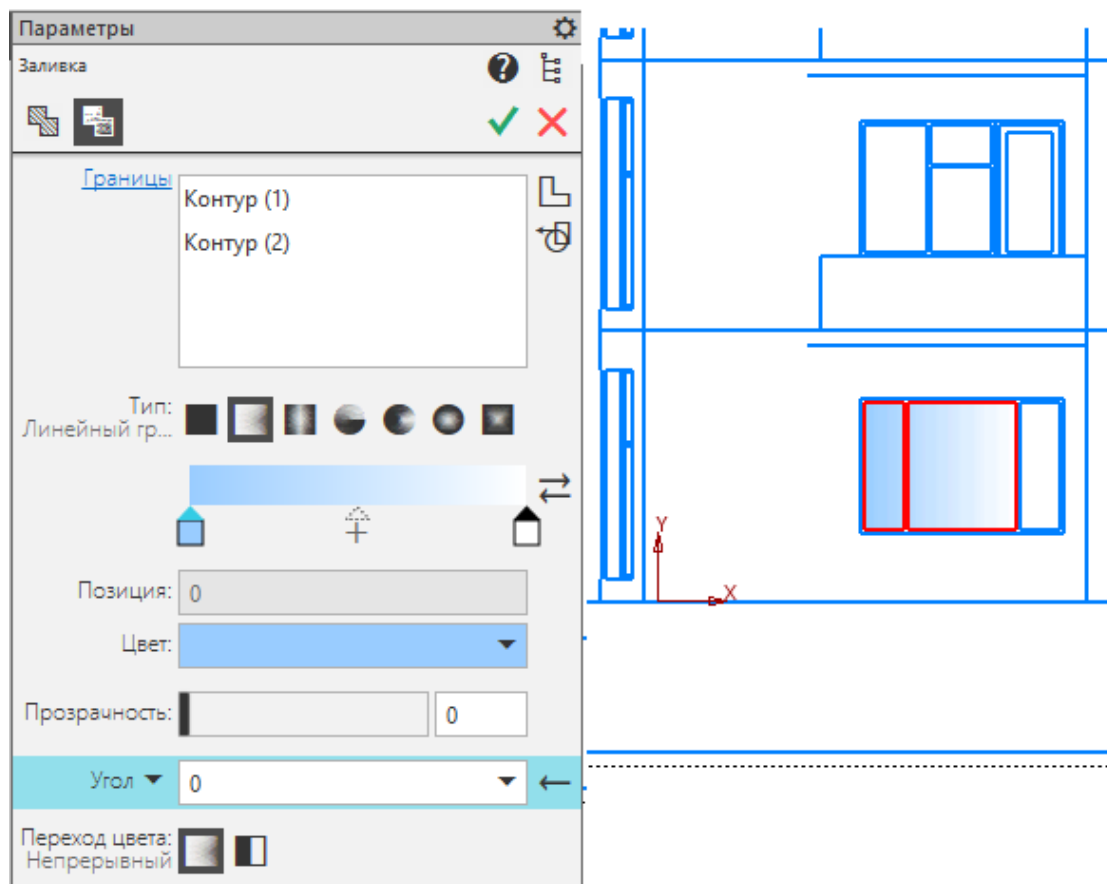 Параметры
Заливка
Границы
Контур (1)
Контур (2)
Тип:
Линейный гр...
Позиция: 0
Цвет:
Прозрачность: 0
Угол 0
Переход цвета:
Непрерывный
Y
X